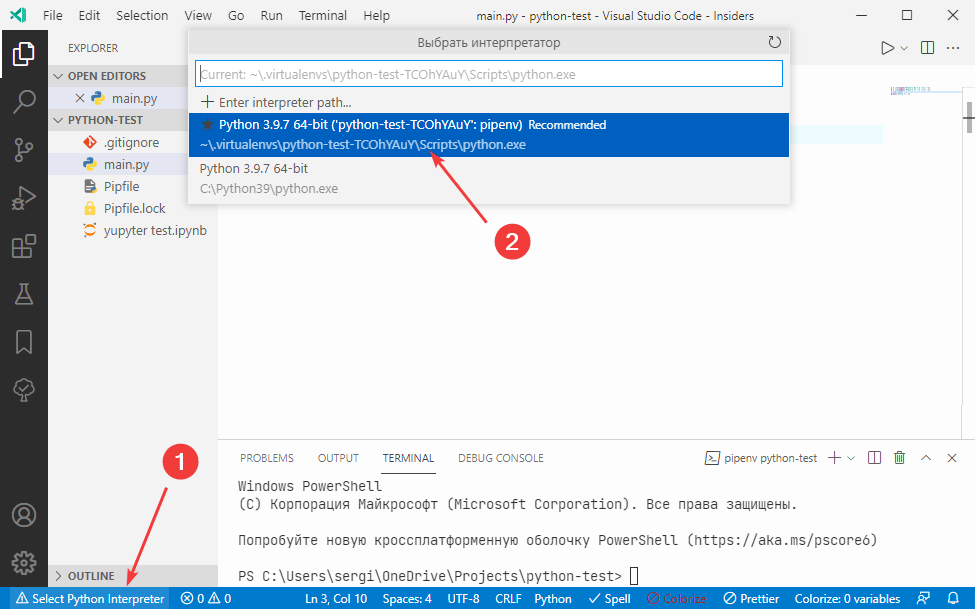 File Edit Selection View Go Run Terminal Help main.py - python-test - Visual Studio Code - Insiders
EXPLORER
OPEN EDITORS
main.py
PYTHON-TEST
.gitignore
main.py
Pipfile
Pipfile.lock
yupyter test.ipynb
OUTLINE
Выбрать интерпретатор
Current: ~\.virtualenvs\python-test-TCOhYAuY\Scripts\python.exe
Enter interpreter path...
Python 3.9.7 64-bit ('python-test-TCOhYAuY': pipenv) Recommended
~\.virtualenvs\python-test-TCOhYAuY\Scripts\python.exe
Python 3.9.7 64-bit
C:\Python39\python.exe
2
1
PROBLEMS OUTPUT TERMINAL DEBUG CONSOLE pipenv python-test
Windows PowerShell
(C) Корпорация Майкрософт (Microsoft Corporation). Все права защищены.
Попробуйте новую кроссплатформенную оболочку PowerShell (https://aka.ms/pscore6)
PS C:\Users\sergi\OneDrive\Projects\python-test>
Select Python Interpreter 0 0 Ln 3, Col 10 Spaces: 4 UTF-8 CRLF Python Spell Colorize Prettier Colorize: 0 variables